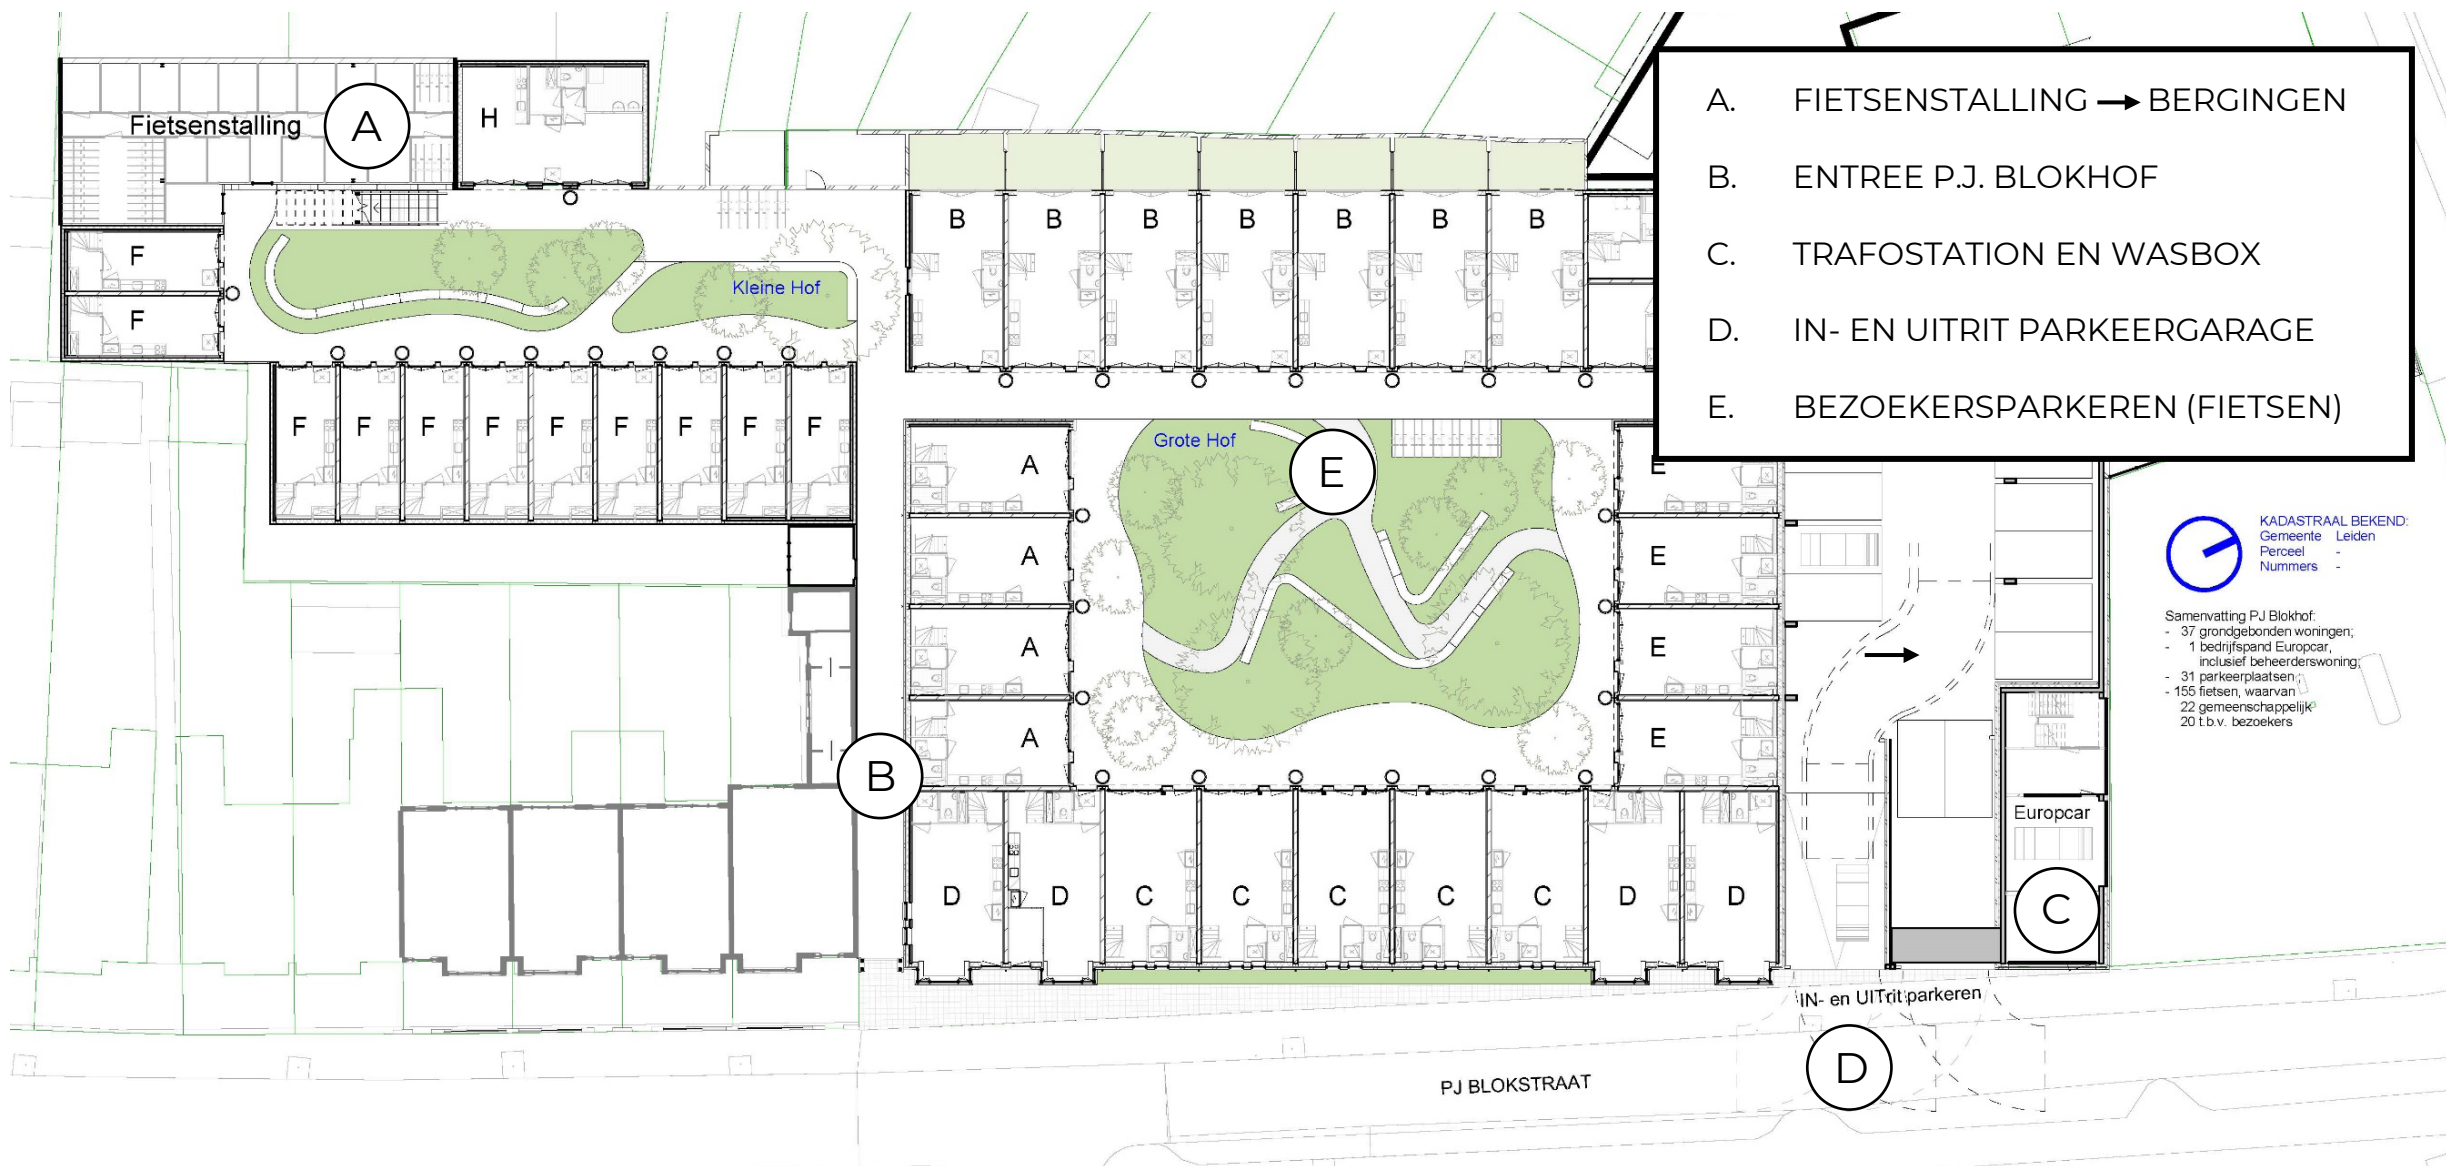 A. FIETSENSTALLING → BERGINGEN
B. ENTREE P.J. BLOKHOF
C. TRAFOSTATION EN WASBOX
D. IN- EN UITRIT PARKEERGARAGE
E. BEZOEKERSPARKEREN (FIETSEN)
Fietsenstalling
A
H
F
F
Kleine Hof
B B B B B B B
F F F F F F F F F
Grote Hof
E
A
A
A
A
E
E
E
E
KADASTRAAL BEKEND:
Gemeente Leiden
Perceel -
Nummers -
Samenvatting PJ Blokhof:
- 37 grondgebonden woningen;
- 1 bedrijfspand Europcar,
inclusief beheerderswoning;
- 31 parkeerplaatsen
- 155 fietsen, waarvan
22 gemeenschappelijk
20 t.b.v. bezoekers
B
Europcar
C
D D C C C C C D D
IN- en UITrit parkeren
D
PJ BLOKSTRAAT